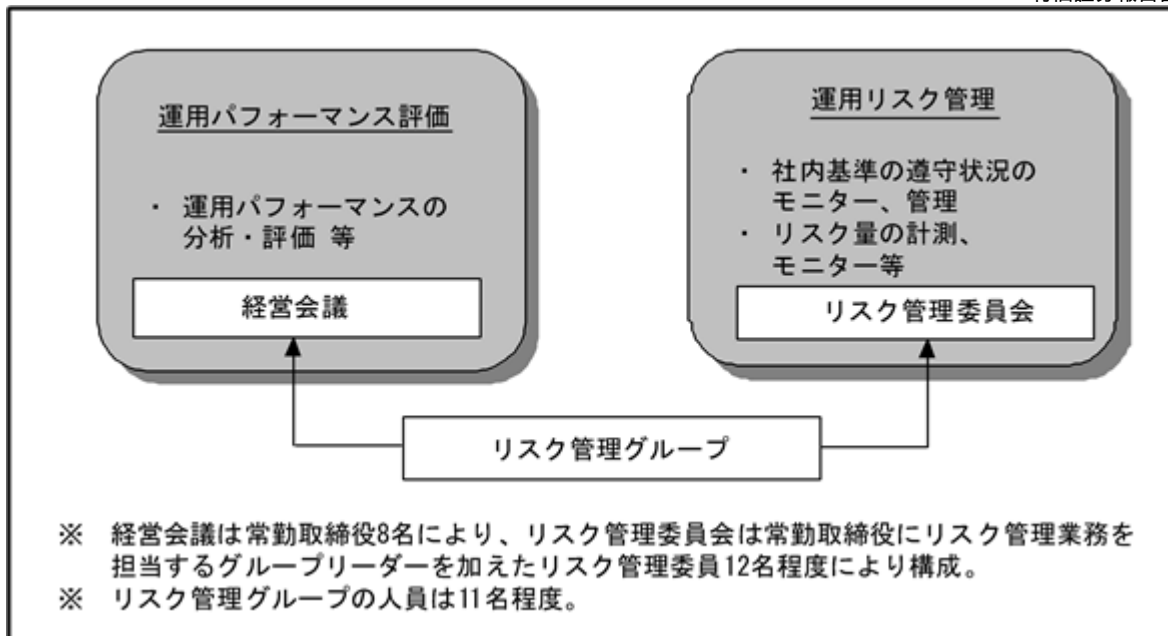 運用パフォーマンス評価
・ 運用パフォーマンスの
分析・評価 等
経営会議
運用リスク管理
・ 社内基準の遵守状況の
モニター、管理
・ リスク量の計測、
モニター等
リスク管理委員会
リスク管理グループ
※ 経営会議は常勤取締役8名により、リスク管理委員会は常勤取締役にリスク管理業務を
担当するグループリーダーを加えたリスク管理委員12名程度により構成。
※ リスク管理グループの人員は11名程度。